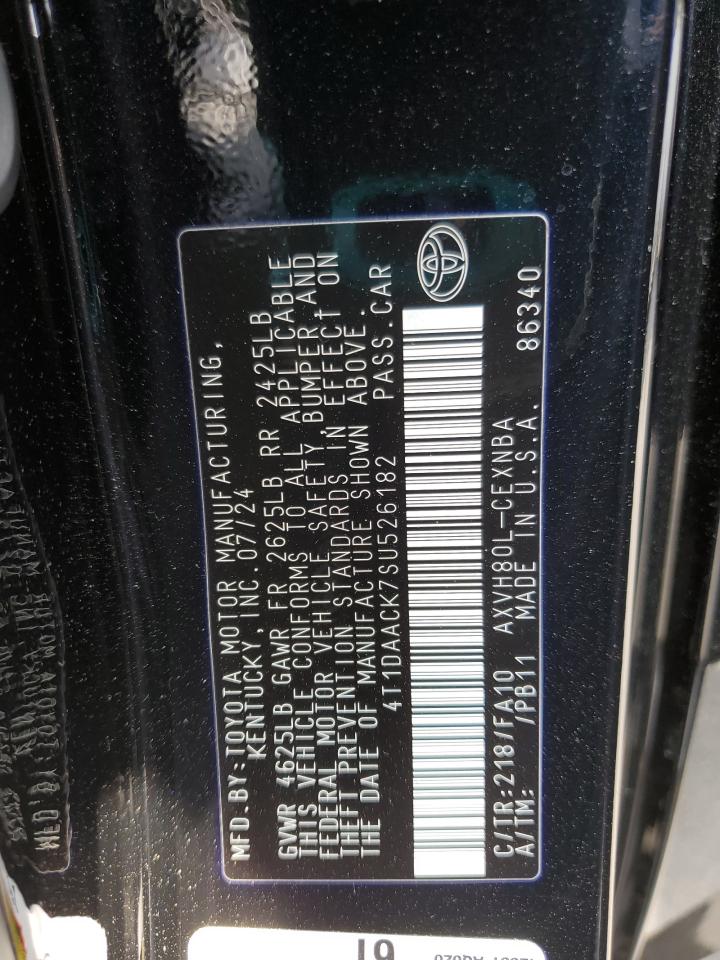 MFD.BY:TOYOTA MOTOR MANUFACTURING,
KENTUCKY, INC.07/24
GVWR 4625LB GAWR FR 2625LB RR 2425LB
THIS VEHICLE CONFORMS TO ALL APPLICABLE
FEDERAL MOTOR VEHICLE SAFETY, BUMPER, AND
THEFT PREVENTION STANDARDS IN EFFECT ON
THE DATE OF MANUFACTURE SHOWN ABOVE.
4T1DAACK7SU526182 PASS.CAR
C/TR:218/FA10 AXVH80L-CEXNBA
A/TM: /PB11 MADE IN U.S.A. 86340
61